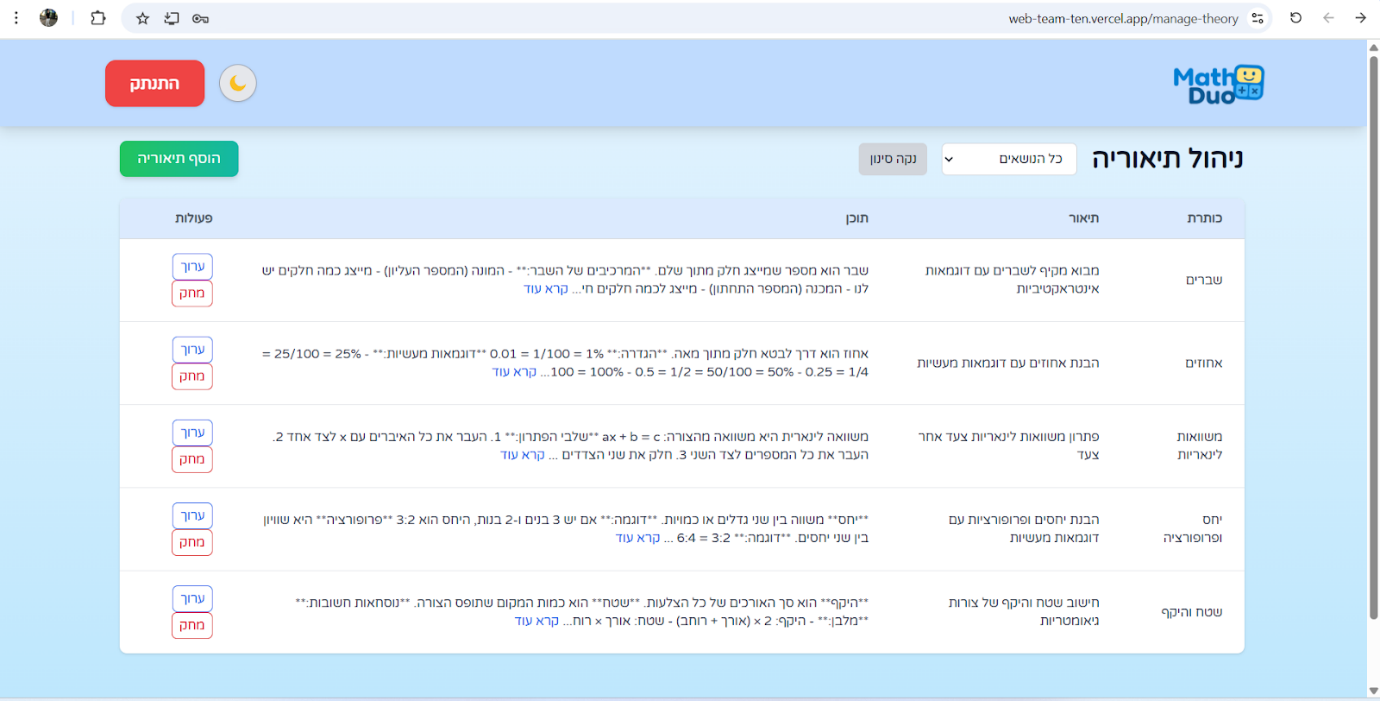 web-team-ten.vercel.app/manage-theory
Math Duo
התנתק
ניהול תיאוריה
כל הנושאים
נקה סינון
הוסף תיאוריה
כותרת תיאור תוכן פעולות
שברים
מבוא מקיף לשברים עם דוגמאות
אינטראקטיביות
שבר הוא מספר שמייצג חלק מתוך שלם. **המרכיבים של השבר:** - המונה (המספר העליון) - מייצג כמה חלקים יש
לנו - המכנה (המספר התחתון) - מייצג לכמה חלקים חי... קרא עוד
ערוך
מחק
אחוזים
הבנת אחוזים עם דוגמאות מעשיות
אחוז הוא דרך לבטא חלק מתוך מאה. **הגדרה:** 1% = 1/100 = 0.01 **דוגמאות מעשיות:** - 25% = 25/100 =
1/4 = 0.25 - 50% = 50/100 = 1/2 = 0.5 - 100% = 100... קרא עוד
ערוך
מחק
משוואות
לינאריות
פתרון משוואות לינאריות צעד אחר
צעד
משוואה לינארית היא משוואה מהצורה: ax + b = c **שלבי הפתרון:** 1. העבר את כל האיברים עם x לצד אחד 2.
העבר את כל המספרים לצד השני 3. חלק את שני הצדדים ... קרא עוד
ערוך
מחק
יחס
ופרופורציה
הבנת יחסים ופרופורציות עם
דוגמאות מעשיות
**יחס** משווה בין שני גדלים או כמויות. **דוגמה:** אם יש 3 בנים ו-2 בנות, היחס הוא 3:2 **פרופורציה** היא שוויון
בין שני יחסים. **דוגמה:** 3:2 = 6:4 ... קרא עוד
ערוך
מחק
שטח והיקף
חישוב שטח והיקף של צורות
גיאומטריות
**היקף** הוא סך האורכים של כל הצלעות. **שטח** הוא כמות המקום שתופס הצורה. **נוסחאות חשובות:**
**מלבן:** - היקף: 2 × (אורך + רוחב) - שטח: אורך × רוח... קרא עוד
ערוך
מחק